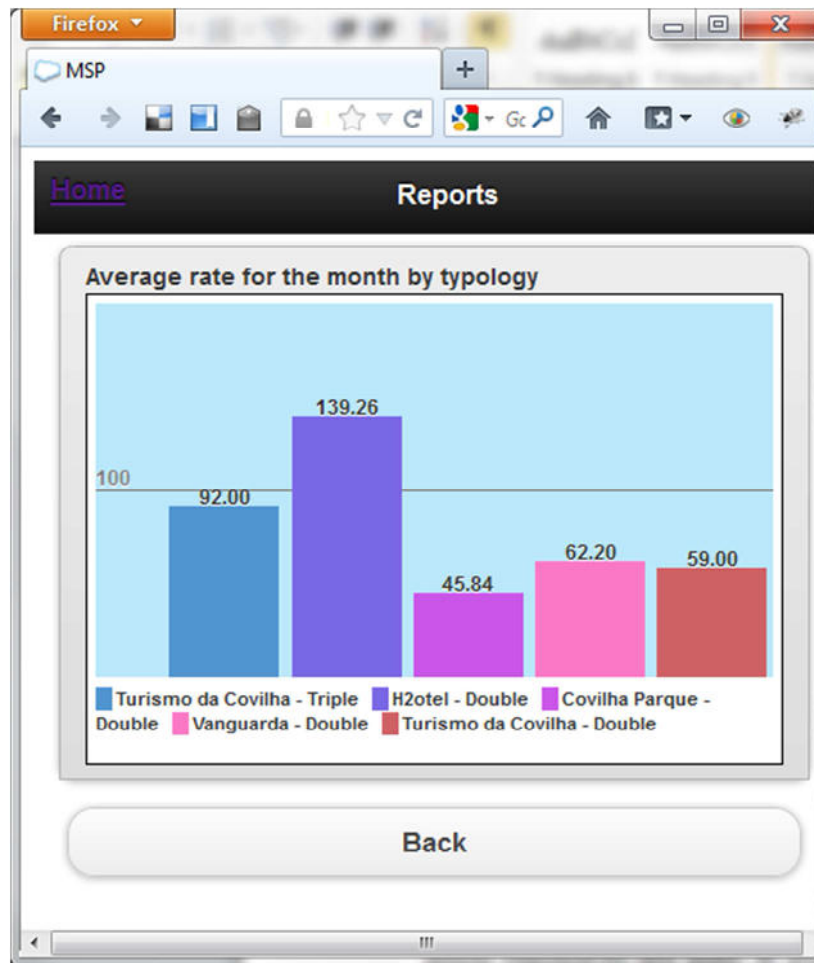 Firefox
MSP
Home
Reports
Average rate for the month by typology
139.26
100
92.00
62.20
59.00
45.84
Turismo da Covilha - Triple H2otel - Double Covilha Parque -
Double Vanguarda - Double Turismo da Covilha - Double
Back